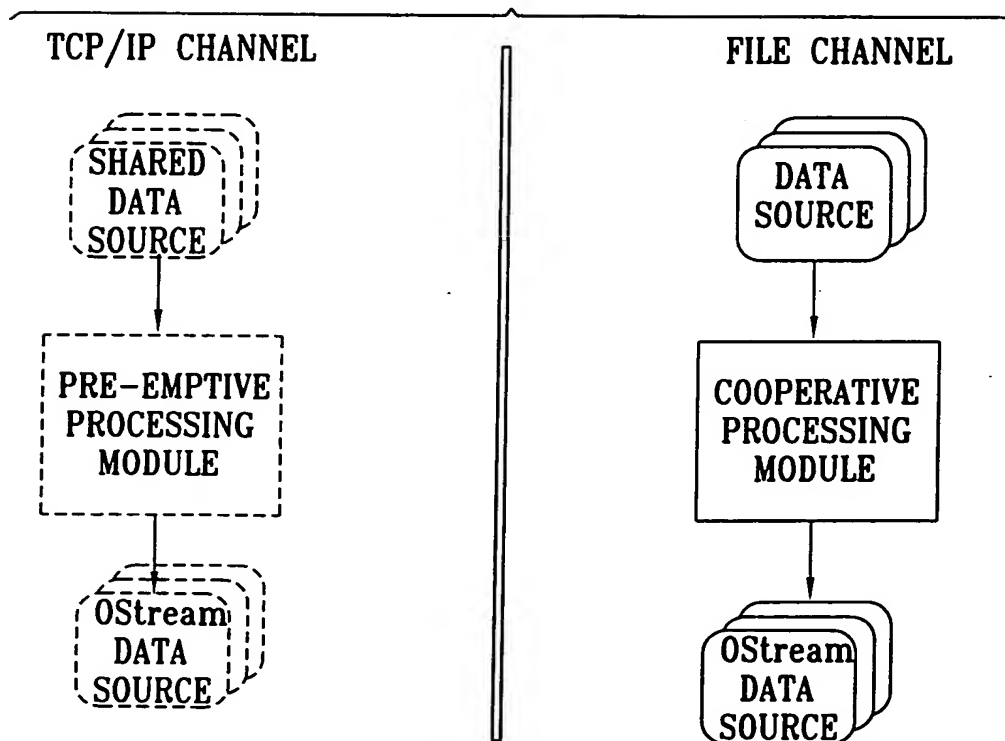 TCP/IP CHANNEL
SHARED
DATA
SOURCE
PRE-EMPTIVE
PROCESSING
MODULE
OStream
DATA
SOURCE
FILE CHANNEL
DATA
SOURCE
COOPERATIVE
PROCESSING
MODULE
OStream
DATA
SOURCE